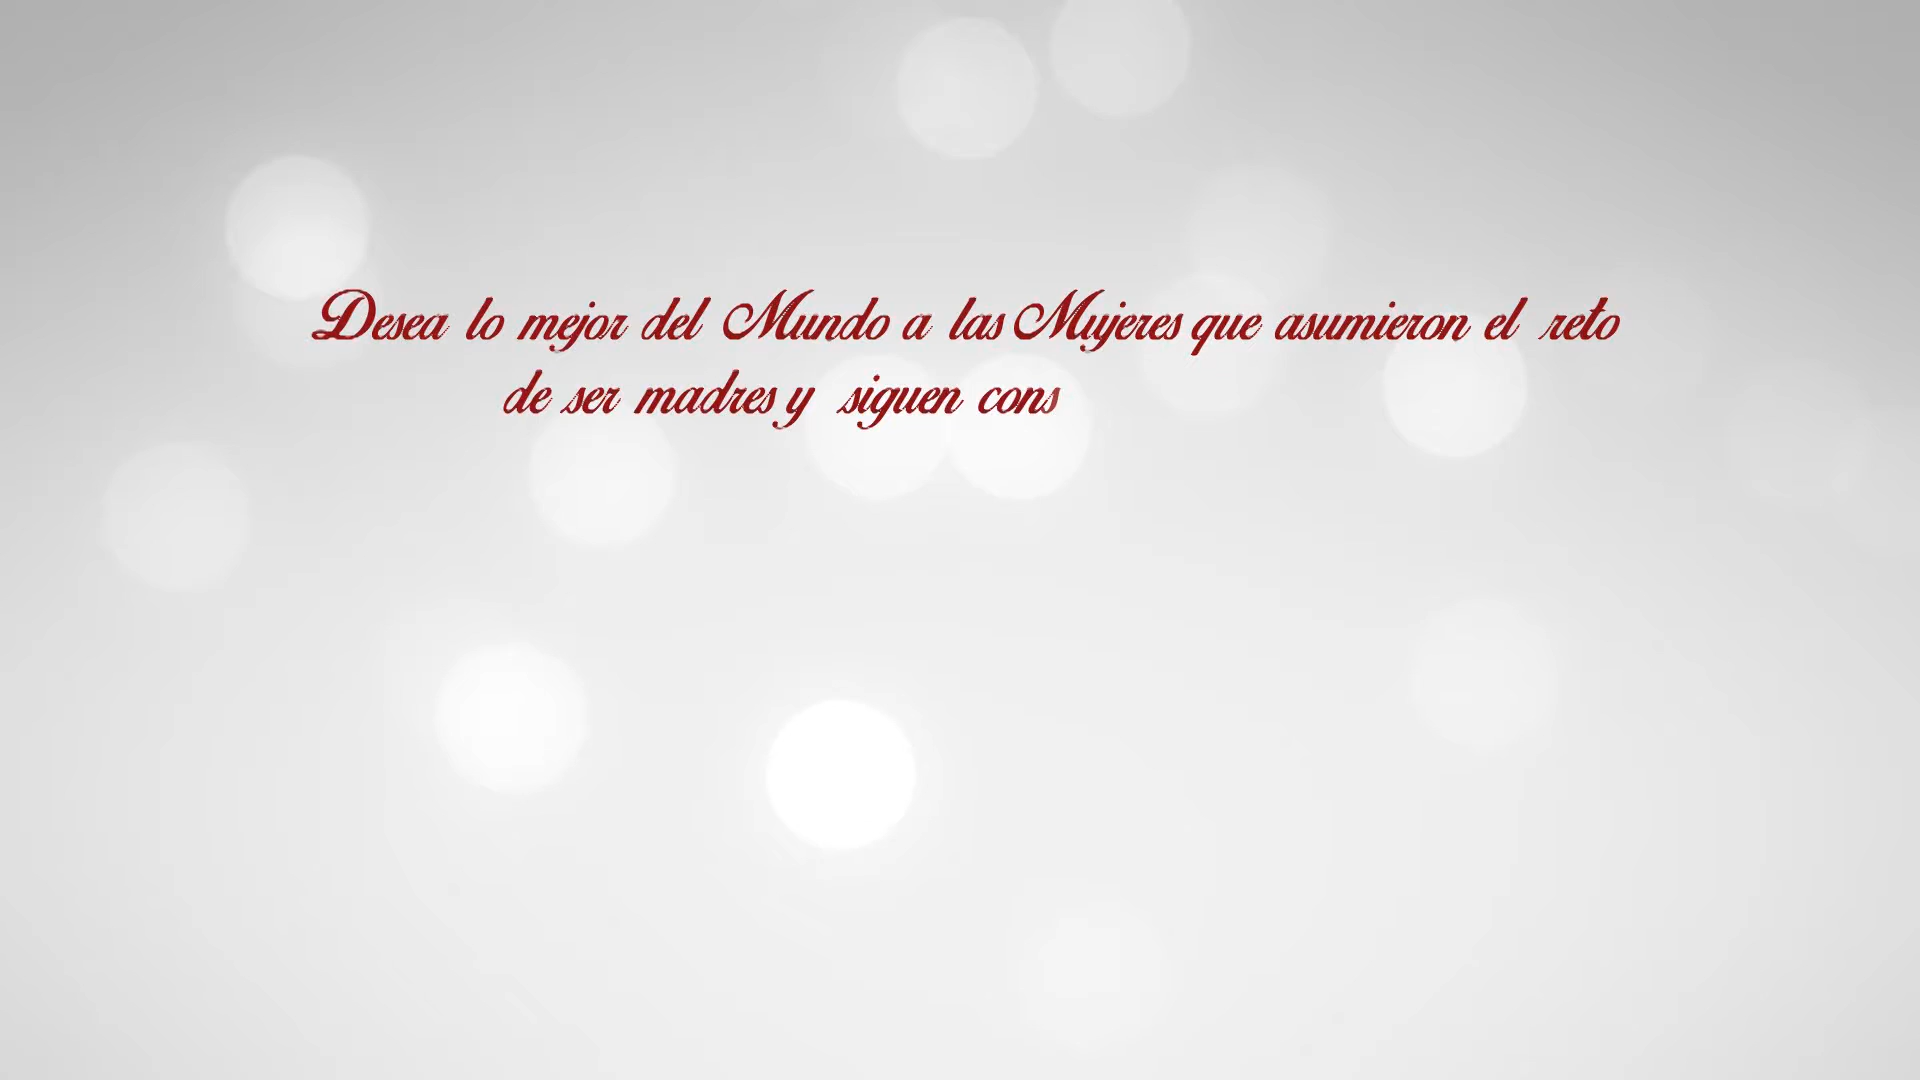 Desea lo mejor del Mundo a las Mujeres que asumieron el reto
de ser madres y siguen cons